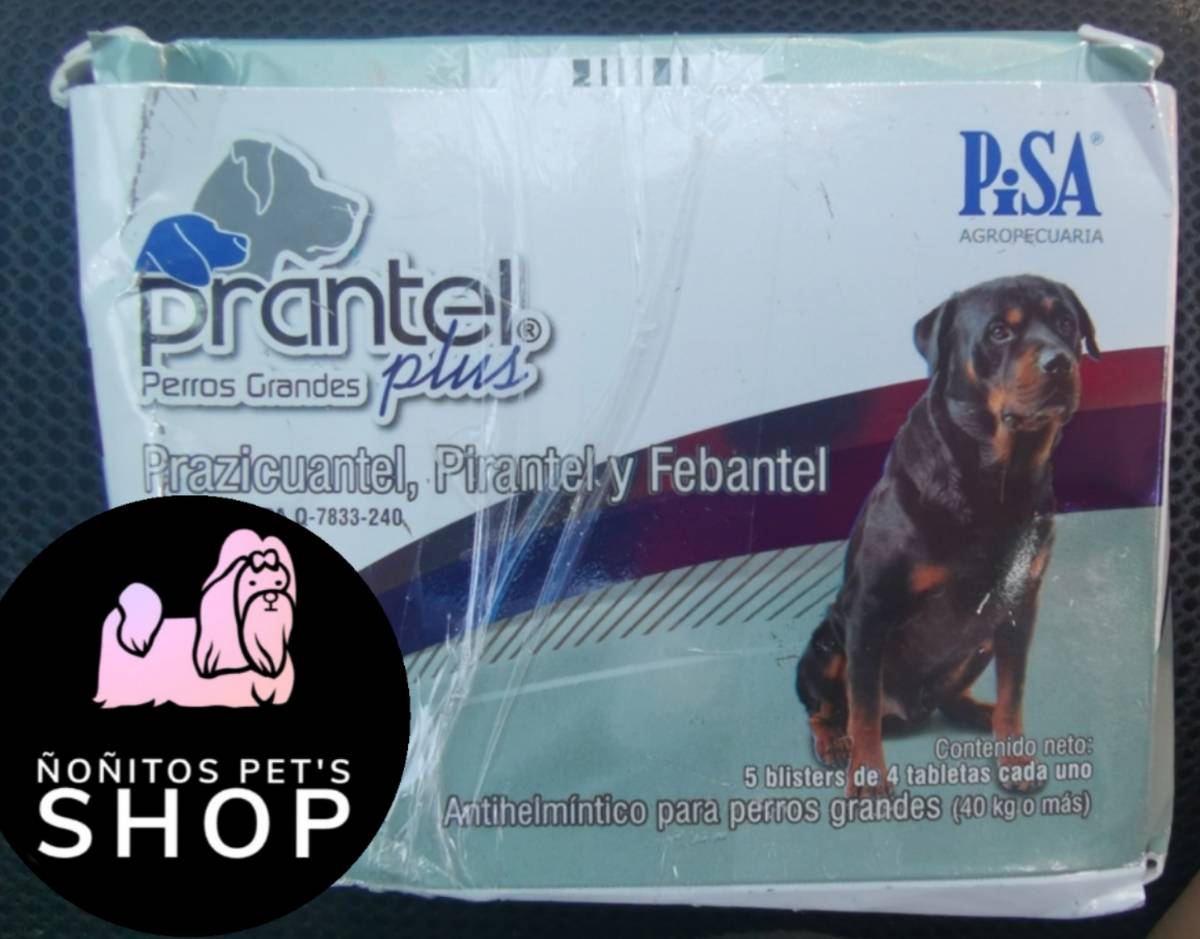 PiSA®
AGROPECUARIA
prantel®
plus
Perros Grandes
Prazicuantel, Pirantel y Febantel
Q-7833-240
ÑOÑITOS PET'S
SHOP
Contenido neto:
5 blisters de 4 tabletas cada uno
Antihelmíntico para perros grandes (40 kg o más)